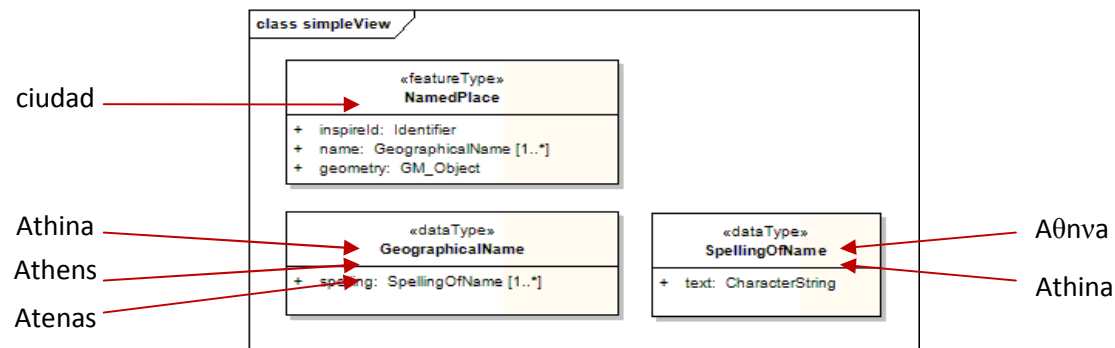 class simpleView
ciudad
«featureType»
NamedPlace
+ inspireId: Identifier
+ name: GeographicalName [1..*]
+ geometry: GM_Object
Athina
Athens
Atenas
«dataType»
GeographicalName
+ spelling: SpellingOfName [1..*]
«dataType»
SpellingOfName
+ text: CharacterString
Aθnνa
Athina